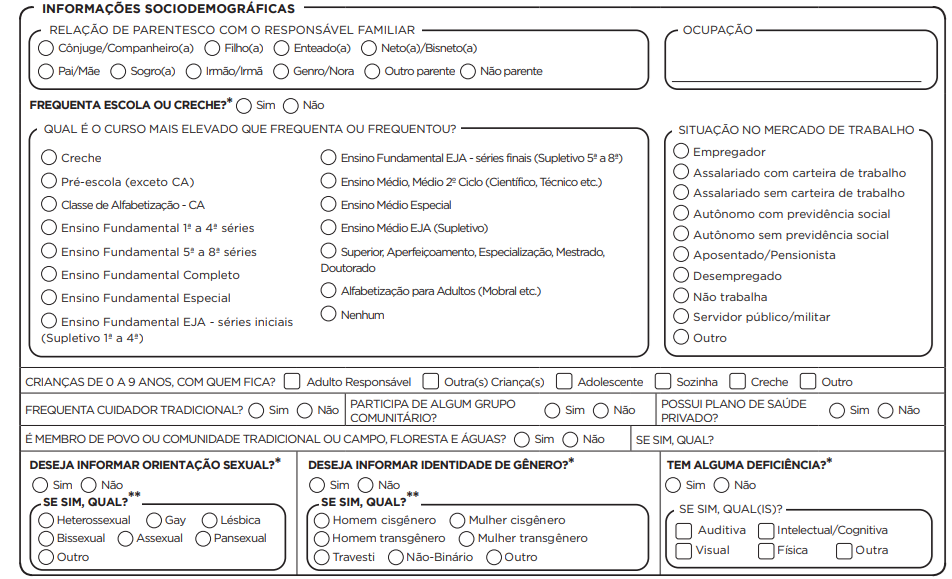 INFORMAÇÕES SOCIODEMOGRÁFICAS
RELAÇÃO DE PARENTESCO COM O RESPONSÁVEL FAMILIAR
Cônjuge/Companheiro(a) Filho(a) Enteado(a) Neto(a)/Bisneto(a)
Pai/Mãe Sogro(a) Irmão/Irmã Genro/Nora Outro parente Não parente
OCUPAÇÃO
FREQUENTA ESCOLA OU CRECHE?* Sim Não
QUAL É O CURSO MAIS ELEVADO QUE FREQUENTA OU FREQUENTOU?
Creche
Pré-escola (exceto CA)
Classe de Alfabetização - CA
Ensino Fundamental 1ª a 4ª séries
Ensino Fundamental 5ª a 8ª séries
Ensino Fundamental Completo
Ensino Fundamental Especial
Ensino Fundamental EJA - séries iniciais
(Supletivo 1ª a 4ª)
Ensino Fundamental EJA - séries finais (Supletivo 5ª a 8ª)
Ensino Médio, Médio 2º Ciclo (Científico, Técnico etc.)
Ensino Médio Especial
Ensino Médio EJA (Supletivo)
Superior, Aperfeiçoamento, Especialização, Mestrado,
Doutorado
Alfabetização para Adultos (Mobral etc.)
Nenhum
SITUAÇÃO NO MERCADO DE TRABALHO
Empregador
Assalariado com carteira de trabalho
Assalariado sem carteira de trabalho
Autônomo com previdência social
Autônomo sem previdência social
Aposentado/Pensionista
Desempregado
Não trabalha
Servidor público/militar
Outro
CRIANÇAS DE 0 A 9 ANOS, COM QUEM FICA? Adulto Responsável Outra(s) Criança(s) Adolescente Sozinha Creche Outro
FREQUENTA CUIDADOR TRADICIONAL? Sim Não
PARTICIPA DE ALGUM GRUPO
COMUNITÁRIO? Sim Não
POSSUI PLANO DE SAÚDE
PRIVADO? Sim Não
É MEMBRO DE POVO OU COMUNIDADE TRADICIONAL OU CAMPO, FLORESTA E ÁGUAS? Sim Não
SE SIM, QUAL?
DESEJA INFORMAR ORIENTAÇÃO SEXUAL?*
Sim Não
SE SIM, QUAL?**
Heterossexual Gay Lésbica
Bissexual Assexual Pansexual
Outro
DESEJA INFORMAR IDENTIDADE DE GÊNERO?*
Sim Não
SE SIM, QUAL?**
Homem cisgênero Mulher cisgênero
Homem transgênero Mulher transgênero
Travesti Não-Binário Outro
TEM ALGUMA DEFICIÊNCIA?*
Sim Não
SE SIM, QUAL(IS)?
Auditiva Intelectual/Cognitiva
Visual Física Outra